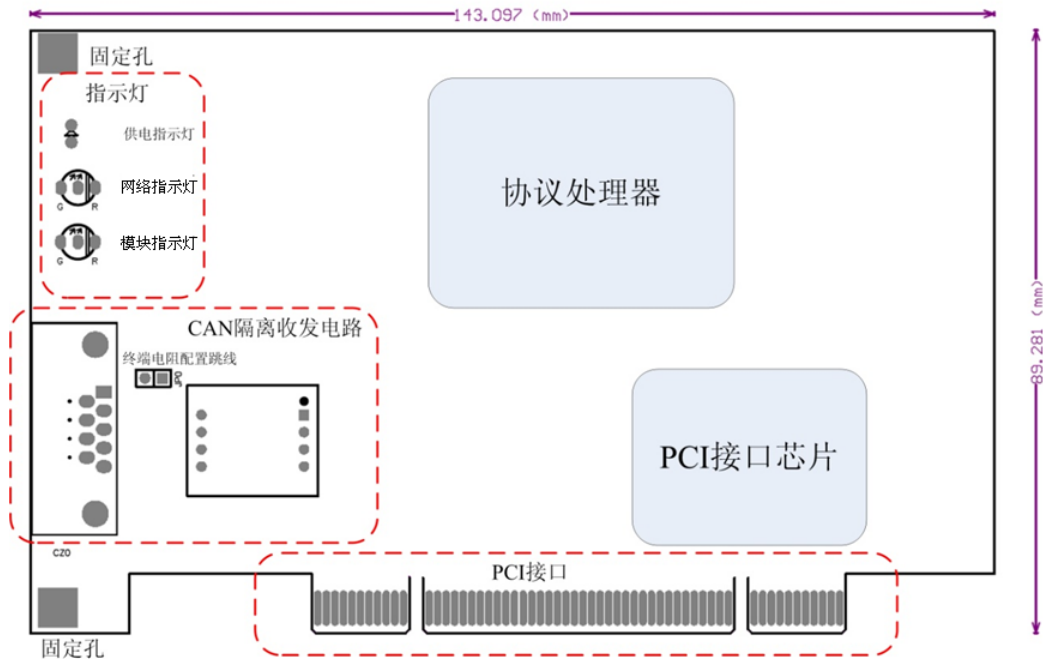 143.097 (mm)
固定孔
指示灯
供电指示灯
网络指示灯
G R
模块指示灯
G R
协议处理器
89.281 (mm)
CAN隔离收发电路
终端电阻配置跳线
JP0
PCI接口芯片
CZ0
PCI接口
固定孔